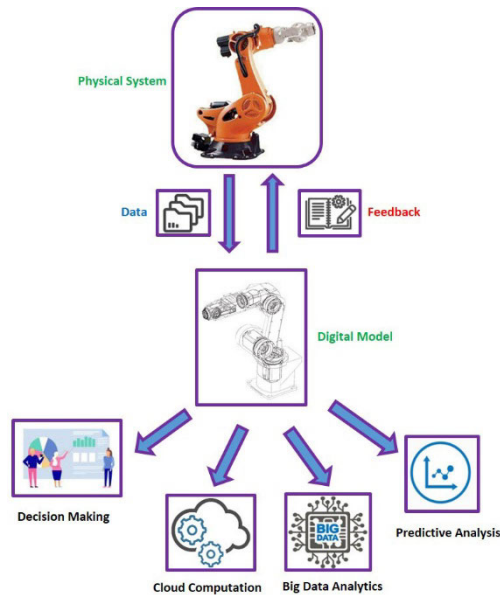 Physical System
Data
Feedback
Digital Model
Decision Making
Cloud Computation
BIG
DATA
Big Data Analytics
Predictive Analysis